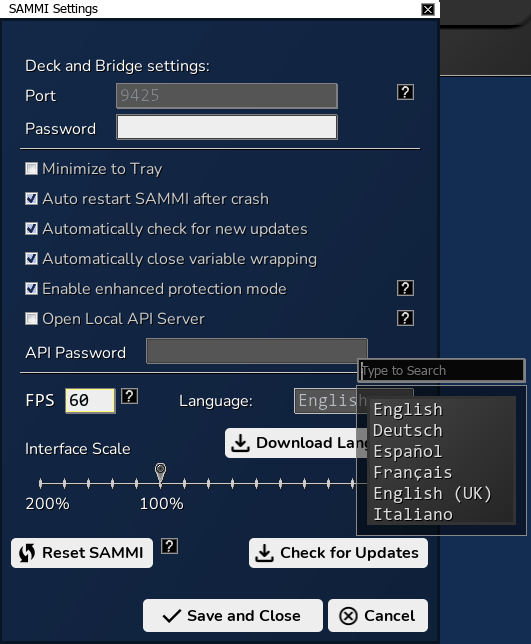 SAMMI Settings
Deck and Bridge settings:
Port 9425 ?
Password
Minimize to Tray
Auto restart SAMMI after crash
Automatically check for new updates
Automatically close variable wrapping
Enable enhanced protection mode ?
Open Local API Server ?
API Password
Type to Search
FPS 60 ? Language: English
English
Deutsch
Español
Français
English (UK)
Italiano
Download Lan
Interface Scale
200% 100%
Reset SAMMI ? Check for Updates
Save and Close Cancel